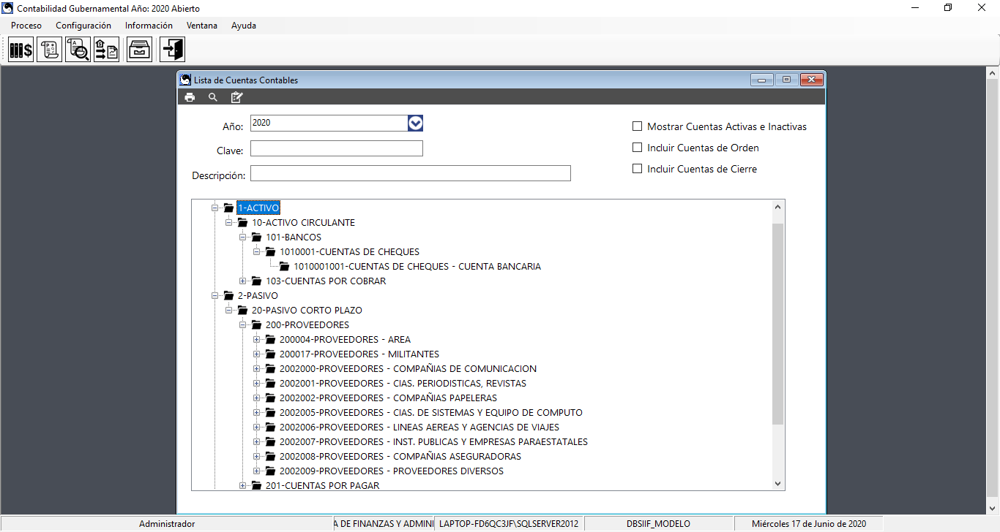 Contabilidad Gubernamental Año: 2020 Abierto
Proceso Configuración Información Ventana Ayuda
Lista de Cuentas Contables
Año: 2020
Mostrar Cuentas Activas e Inactivas
Clave:
Incluir Cuentas de Orden
Descripción:
Incluir Cuentas de Cierre
1-ACTIVO
10-ACTIVO CIRCULANTE
101-BANCOS
1010001-CUENTAS DE CHEQUES
1010001001-CUENTAS DE CHEQUES - CUENTA BANCARIA
103-CUENTAS POR COBRAR
2-PASIVO
20-PASIVO CORTO PLAZO
200-PROVEEDORES
200004-PROVEEDORES - AREA
200017-PROVEEDORES - MILITANTES
2002000-PROVEEDORES - COMPAÑIAS DE COMUNICACION
2002001-PROVEEDORES - CIAS. PERIODISTICAS, REVISTAS
2002002-PROVEEDORES - COMPAÑIAS PAPELERAS
2002005-PROVEEDORES - CIAS. DE SISTEMAS Y EQUIPO DE COMPUTO
2002006-PROVEEDORES - LINEAS AEREAS Y AGENCIAS DE VIAJES
2002007-PROVEEDORES - INST. PUBLICAS Y EMPRESAS PARAESTATALES
2002008-PROVEEDORES - COMPAÑIAS ASEGURADORAS
2002009-PROVEEDORES - PROVEEDORES DIVERSOS
201-CUENTAS POR PAGAR
Administrador A DE FINANZAS Y ADMINI LAPTOP-FD6QC3JF\SQLSERVER2012 DBSIIF_MODELO Miércoles 17 de Junio de 2020